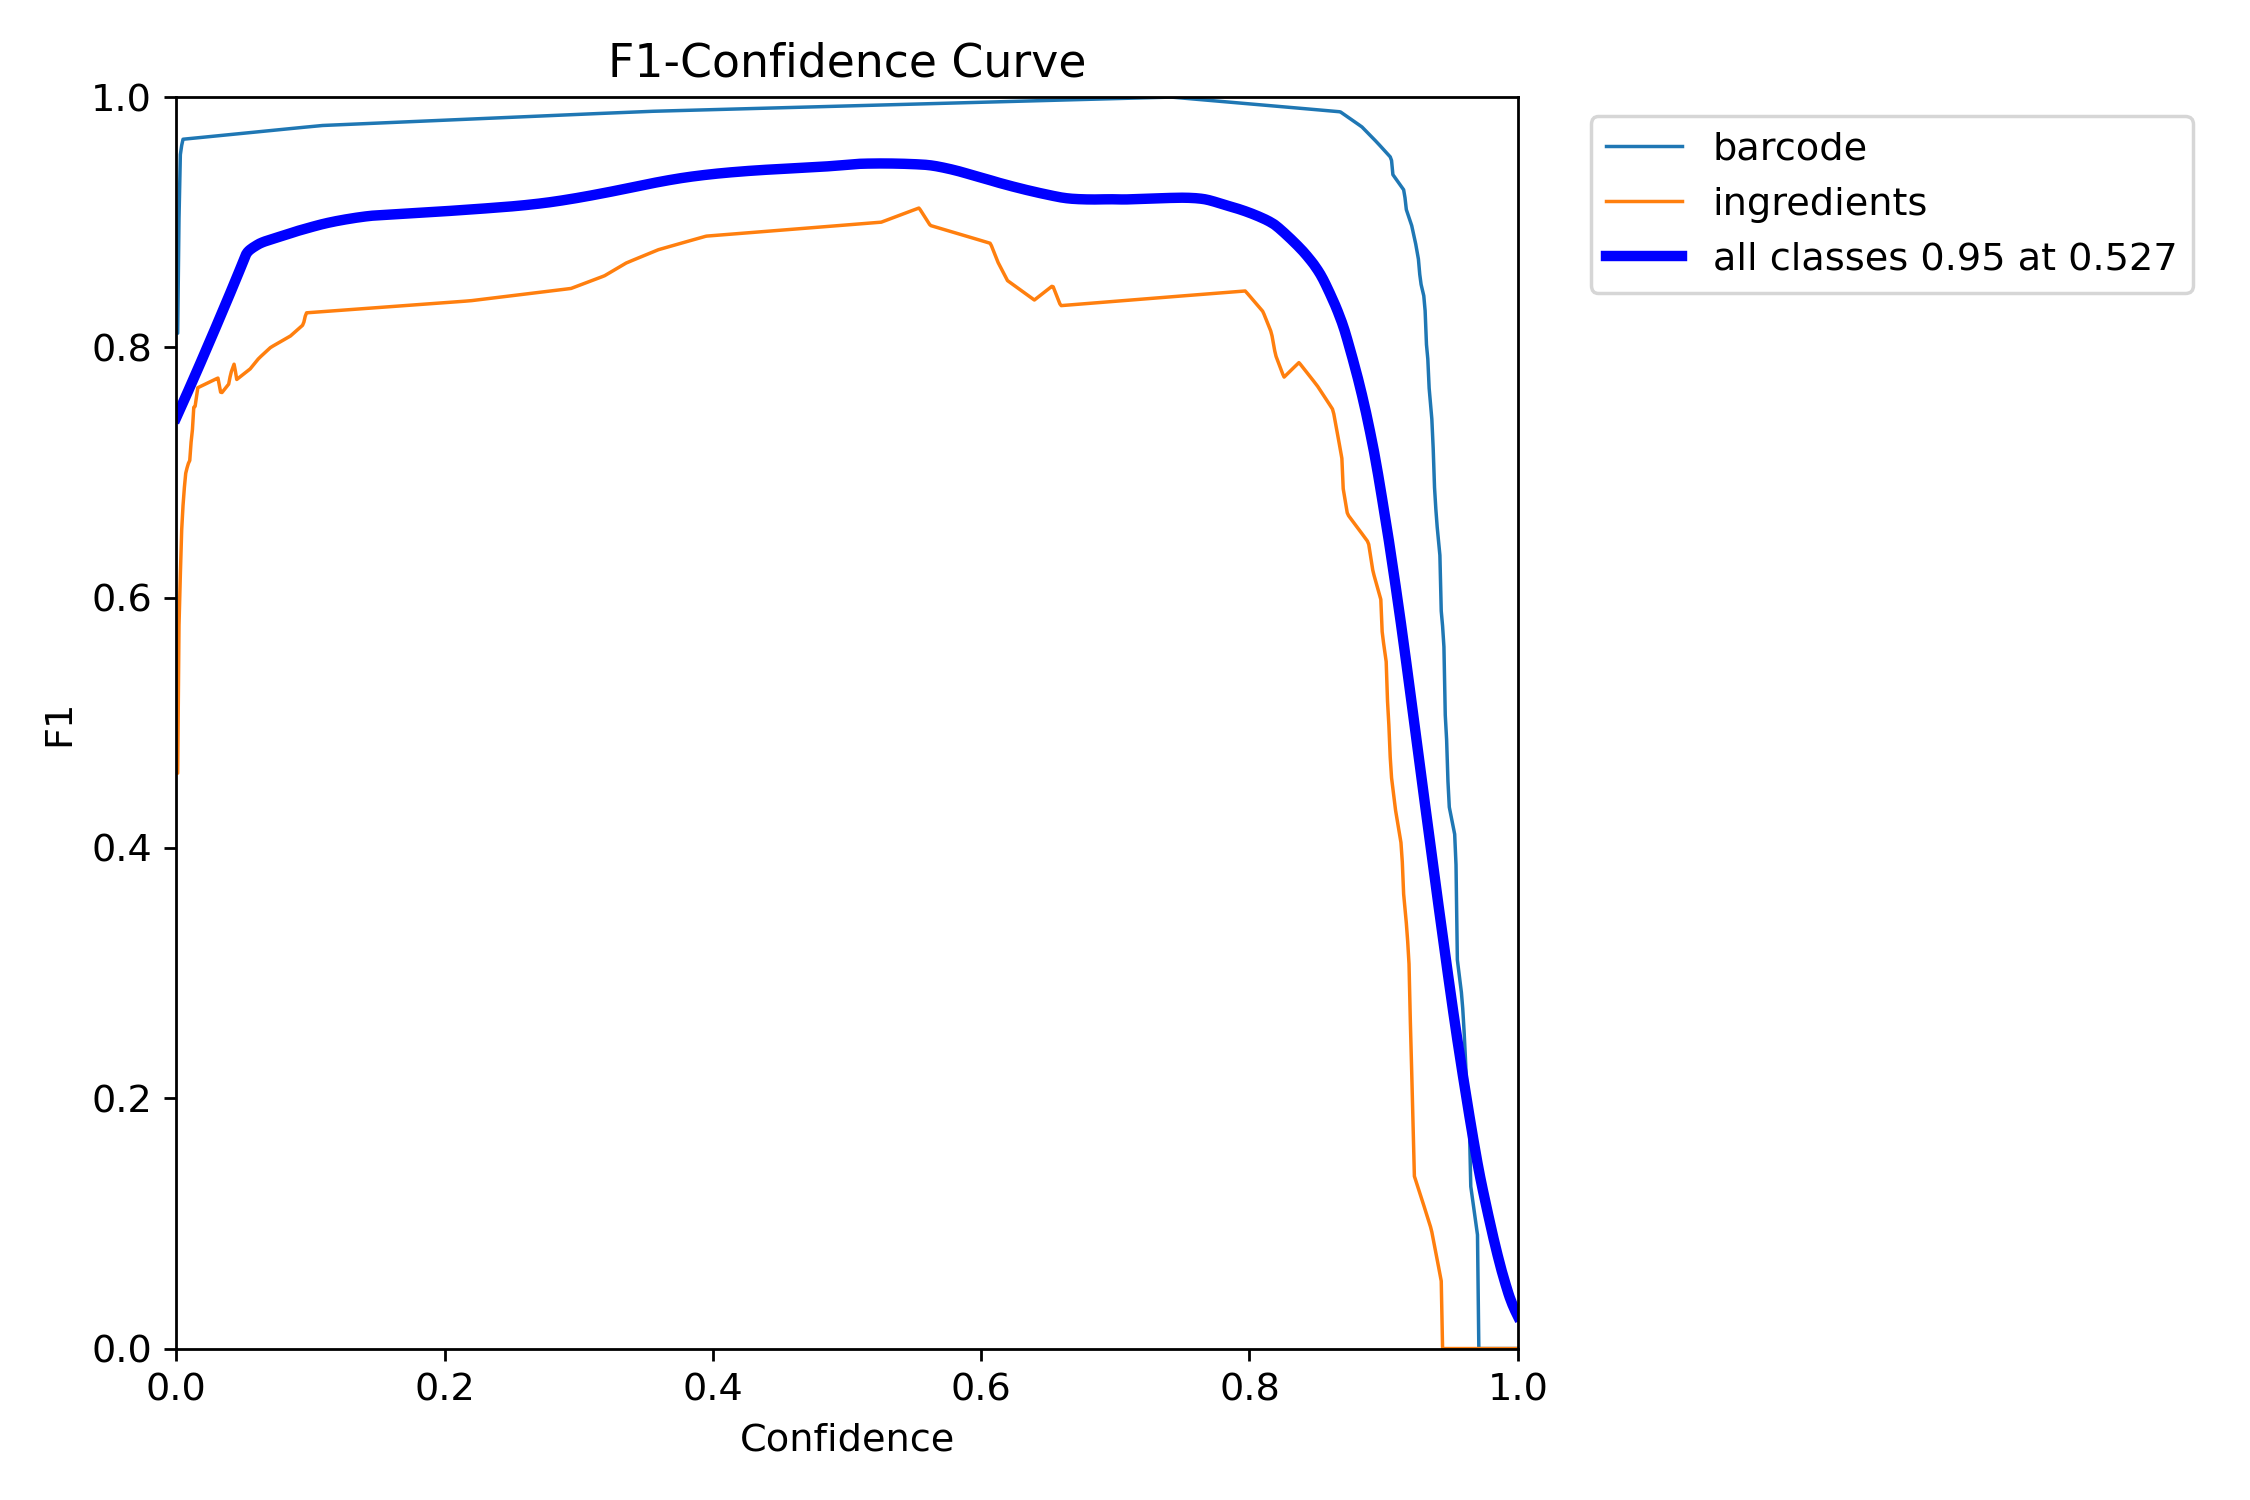 F1-Confidence Curve
barcode
ingredients
all classes 0.95 at 0.527
1.0
0.8
0.6
0.4
0.2
0.0
F1
0.0 0.2 0.4 0.6 0.8 1.0
Confidence